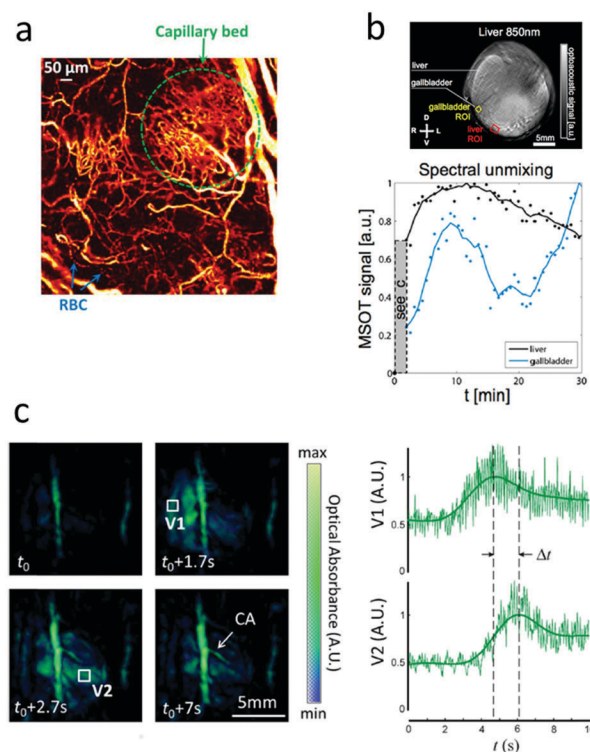 a
Capillary bed
50 µm
RBC
b
Liver 850nm
liver
gallbladder
gallbladder
ROI
liver
ROI
D
R L
V
5mm
optoacoustic signal [a.u.]
Spectral unmixing
MSOT signal [a.u.]
1
0.8
0.6
0.4
0.2
0
see c
liver
gallbladder
0 10 20 30
t [min]
c
t0
V1
t0+1.7s
V2
t0+2.7s
CA
t0+7s
5mm
max
Optical Absorbance (A.U.)
min
V1 (A.U.)
1
0.5
0
Δt
V2 (A.U.)
1
0.5
0
0 2 4 6 8 10
t (s)